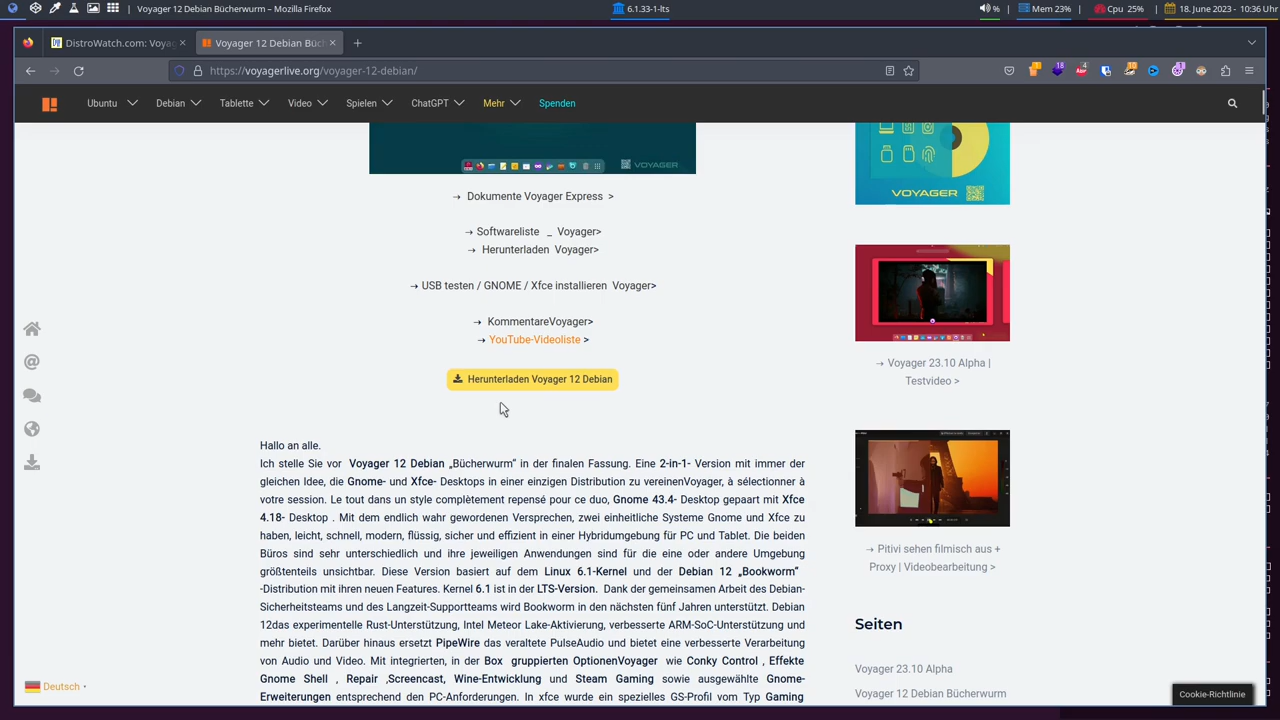 Voyager 12 Debian Bücherwurm – Mozilla Firefox
6.1.33-1-lts
%
Mem 23%
Cpu 25%
18. June 2023 - 10:36 Uhr
DistroWatch.com: Voyag
Voyager 12 Debian Büc
https://voyagerlive.org/voyager-12-debian/
Ubuntu
Debian
Tablette
Video
Spielen
ChatGPT
Mehr
Spenden
VOYAGER
VOYAGER
→ Dokumente Voyager Express >
→ Softwareliste _ Voyager>
→ Herunterladen Voyager>
→ USB testen / GNOME / Xfce installieren Voyager>
→ KommentareVoyager>
→ YouTube-Videoliste >
Herunterladen Voyager 12 Debian
Hallo an alle.
Ich stelle Sie vor Voyager 12 Debian „Bücherwurm“ in der finalen Fassung. Eine 2-in-1- Version mit immer der
gleichen Idee, die Gnome- und Xfce- Desktops in einer einzigen Distribution zu vereinenVoyager, à sélectionner à
votre session. Le tout dans un style complètement repensé pour ce duo, Gnome 43.4- Desktop gepaart mit Xfce
4.18- Desktop . Mit dem endlich wahr gewordenen Versprechen, zwei einheitliche Systeme Gnome und Xfce zu
haben, leicht, schnell, modern, flüssig, sicher und effizient in einer Hybridumgebung für PC und Tablet. Die beiden
Büros sind sehr unterschiedlich und ihre jeweiligen Anwendungen sind für die eine oder andere Umgebung
größtenteils unsichtbar. Diese Version basiert auf dem Linux 6.1-Kernel und der Debian 12 „Bookworm“
-Distribution mit ihren neuen Features. Kernel 6.1 ist in der LTS-Version. Dank der gemeinsamen Arbeit des Debian-
Sicherheitsteams und des Langzeit-Supportteams wird Bookworm in den nächsten fünf Jahren unterstützt. Debian
12das experimentelle Rust-Unterstützung, Intel Meteor Lake-Aktivierung, verbesserte ARM-SoC-Unterstützung und
mehr bietet. Darüber hinaus ersetzt PipeWire das veraltete PulseAudio und bietet eine verbesserte Verarbeitung
von Audio und Video. Mit integrierten, in der Box gruppierten OptionenVoyager wie Conky Control , Effekte
Gnome Shell , Repair ,Screencast, Wine-Entwicklung und Steam Gaming sowie ausgewählte Gnome-
Erweiterungen entsprechend den PC-Anforderungen. In xfce wurde ein spezielles GS-Profil vom Typ Gaming
→ Voyager 23.10 Alpha |
Testvideo >
→ Pitivi sehen filmisch aus +
Proxy | Videobearbeitung >
Seiten
Voyager 23.10 Alpha
Voyager 12 Debian Bücherwurm
Deutsch
Cookie-Richtlinie